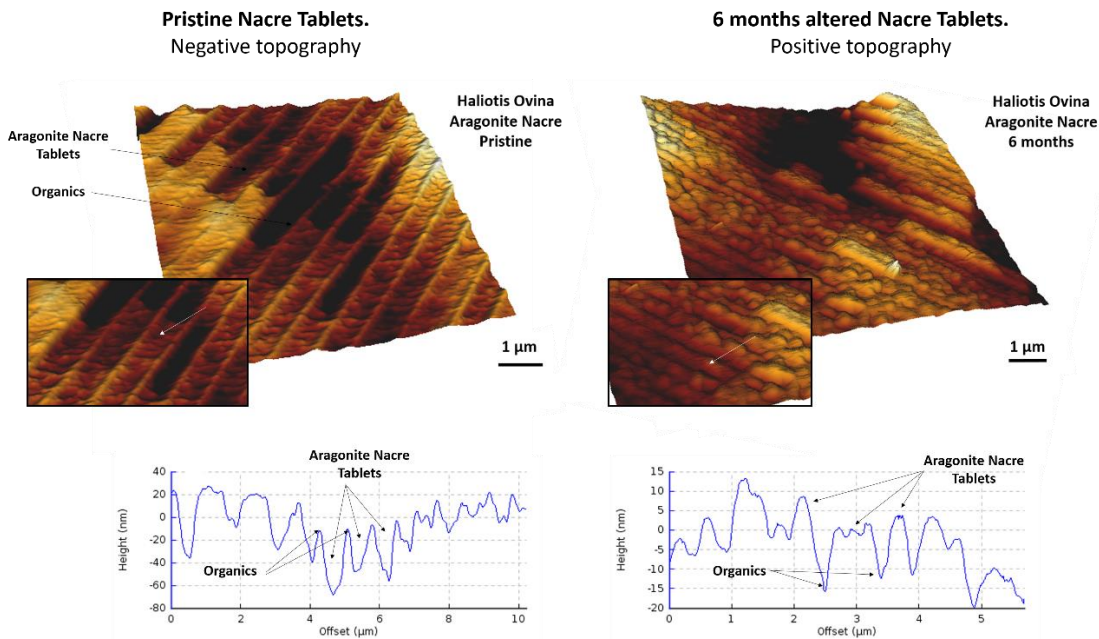 Pristine Nacre Tablets.
Negative topography
6 months altered Nacre Tablets.
Positive topography
Haliotis Ovina
Aragonite Nacre
Pristine
Aragonite Nacre
Tablets
Organics
1 µm
Haliotis Ovina
Aragonite Nacre
6 months
1 µm
Aragonite Nacre
Tablets
Organics
Height (nm)
40
20
0
-20
-40
-60
-80
0 2 4 6 8 10
Offset (µm)
Aragonite Nacre
Tablets
Organics
Height (nm)
15
10
5
0
-5
-10
-15
-20
0 1 2 3 4 5
Offset (µm)